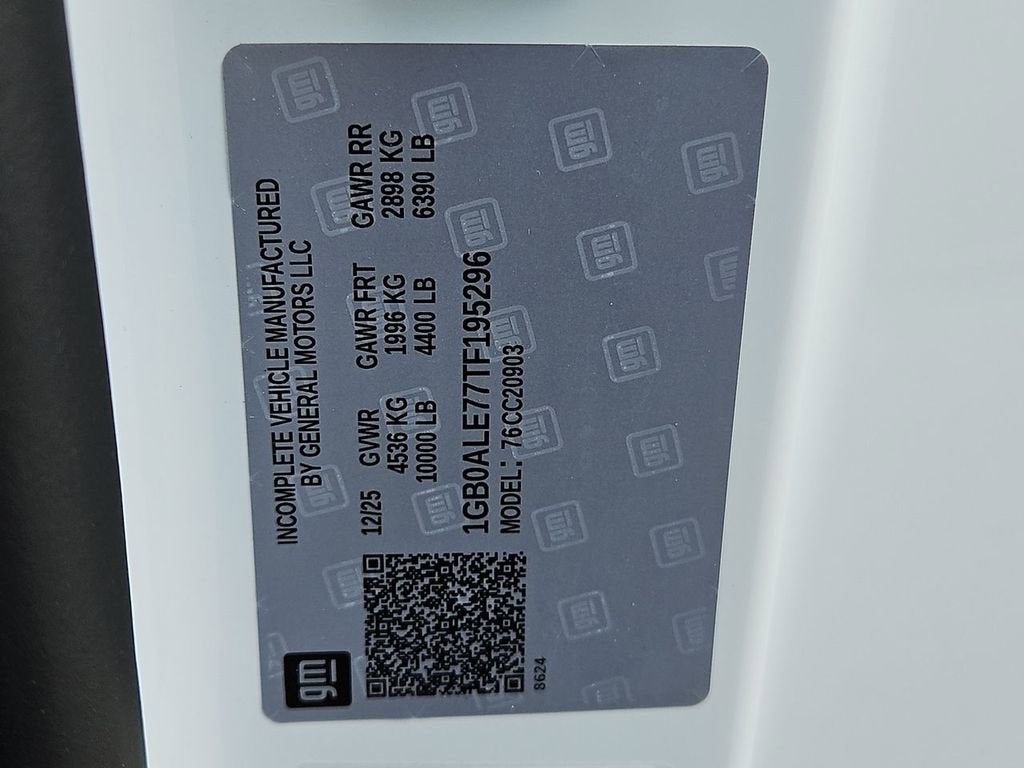 INCOMPLETE VEHICLE MANUFACTURED
BY GENERAL MOTORS LLC
12/25 GVWR GAWR FRT GAWR RR
4536 KG 1996 KG 2898 KG
10000 LB 4400 LB 6390 LB
1GB0ALE77TF195296
MODEL: 76CC20903
gm
8624